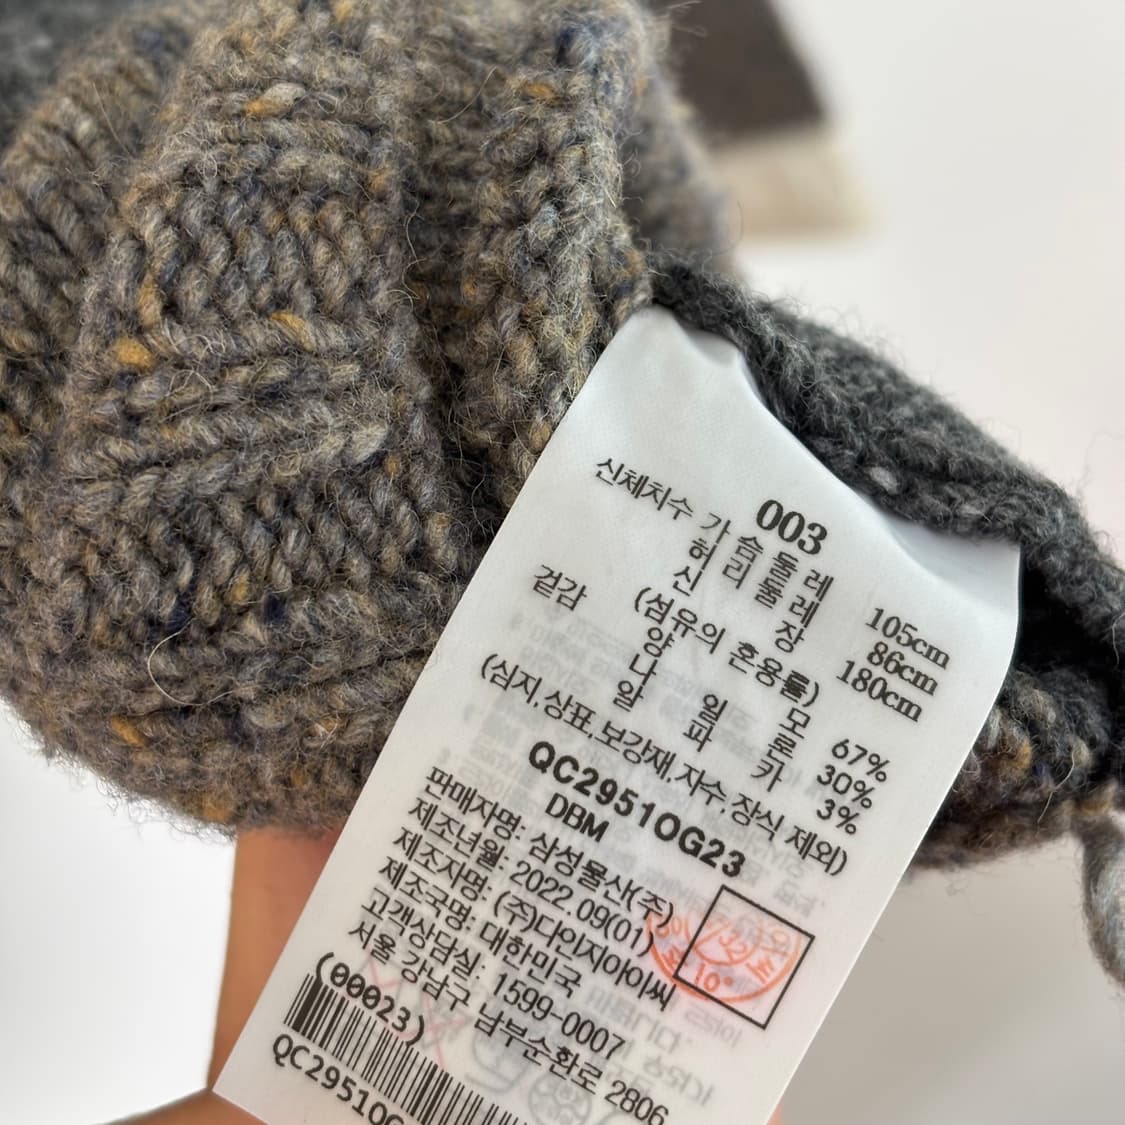 003
신체치수 가 슴 둘 레 105cm
허 리 둘 레 86cm
신 장 180cm
겉감 (섬유의 혼용률)
양 모 67%
나 일 론 30%
알 파 카 3%
(심지,상표,보강재,자수,장식 제외)
QC2951OG23
DBM
판매자명: 삼성물산(주)
제조년월: 2022.09(01)
제조자명: (주)다인지아이씨
제조국명: 대한민국
고객상담실: 1599-0007
서울 강남구 남부순환로 2806
(00023)
QC2951OG